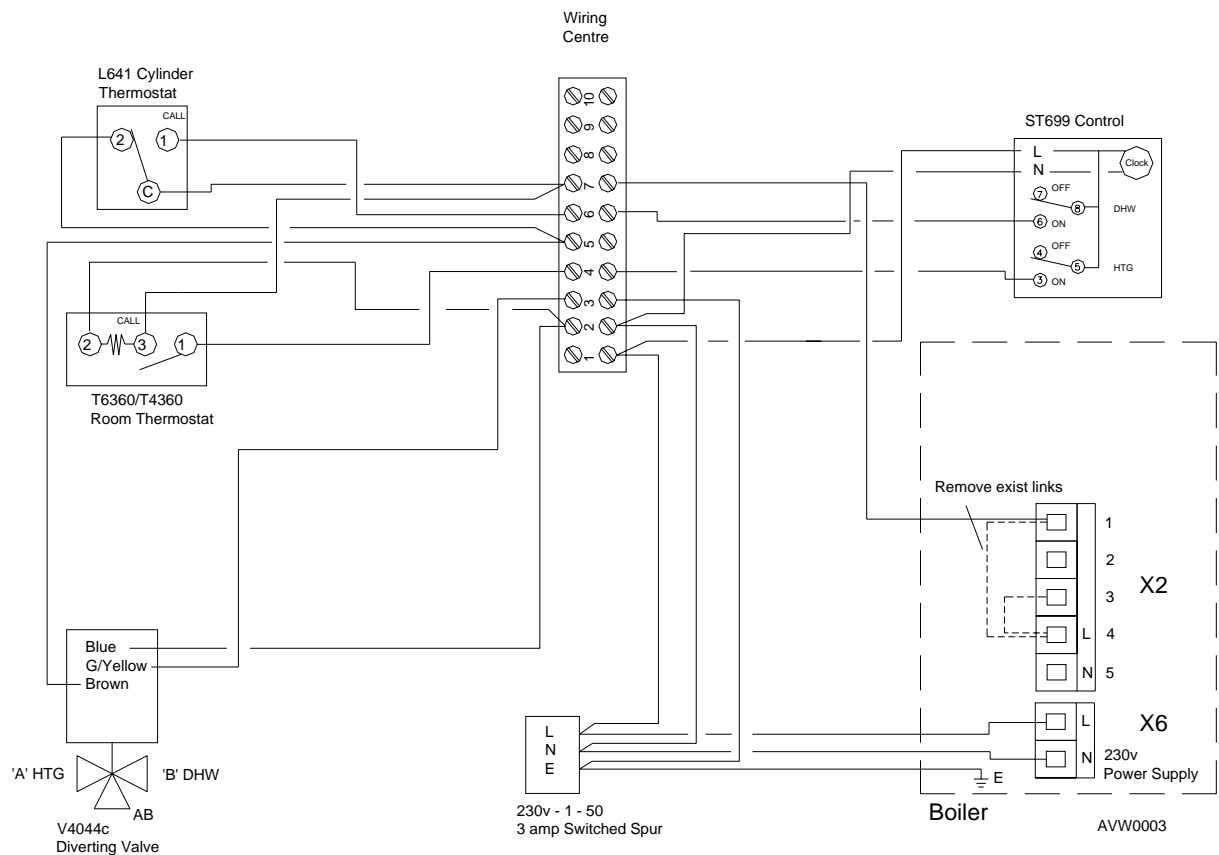 Wiring
Centre
L641 Cylinder
Thermostat
CALL
2
1
C
10
9
8
7
6
5
4
3
2
1
ST699 Control
L
N
Clock
7
OFF
8
DHW
6
ON
4
OFF
5
HTG
3
ON
CALL
2
3
1
T6360/T4360
Room Thermostat
Remove exist links
1
2
3
L 4
N 5
X2
L
N
X6
230v
Power Supply
Blue
G/Yellow
Brown
'A' HTG
'B' DHW
AB
V4044c
Diverting Valve
L
N
E
230v - 1 - 50
3 amp Switched Spur
E
Boiler
AVW0003